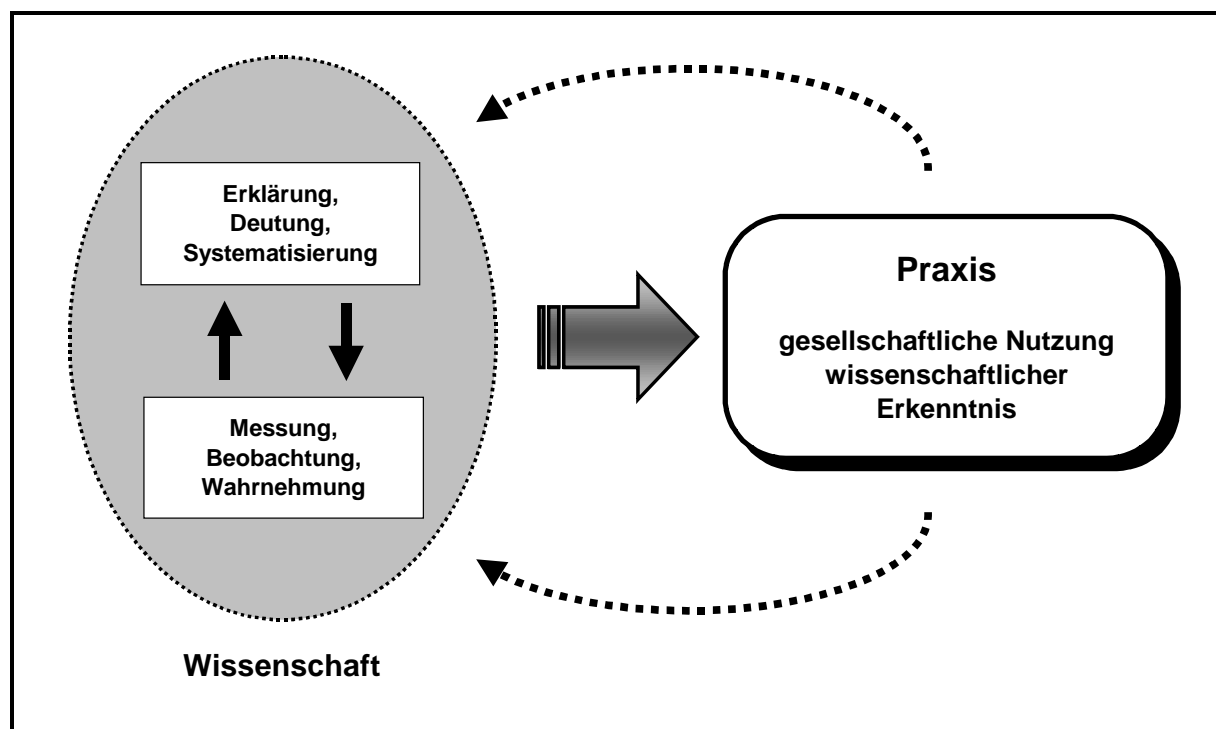 Erklärung,
Deutung,
Systematisierung
Messung,
Beobachtung,
Wahrnehmung
Wissenschaft
Praxis
gesellschaftliche Nutzung
wissenschaftlicher
Erkenntnis